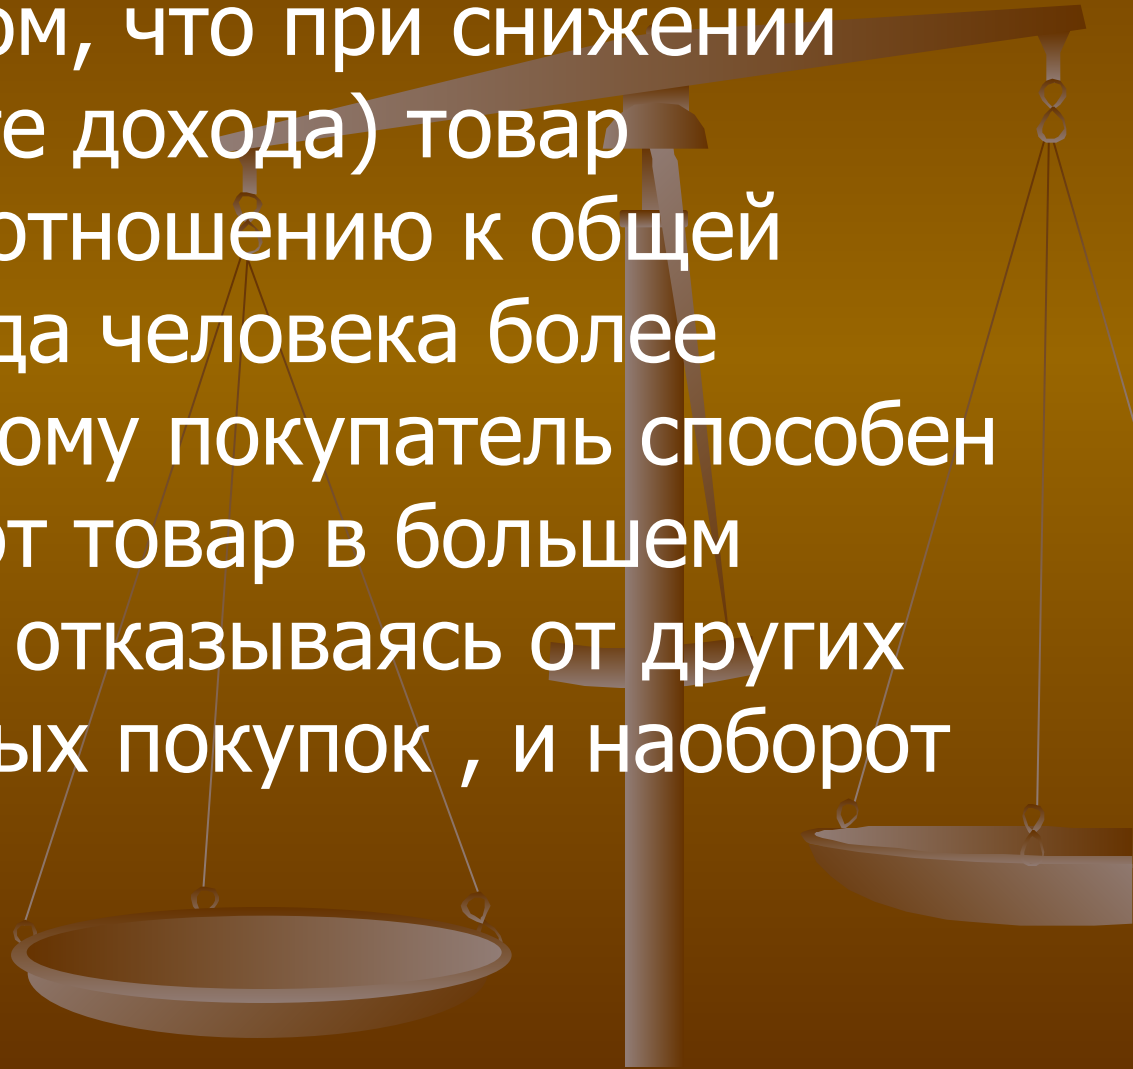 ом, что при снижении
те дохода) товар
отношению к общей
да человека более
ому покупатель способен
от товар в большем
отказываясь от других
ых покупок , и наоборот